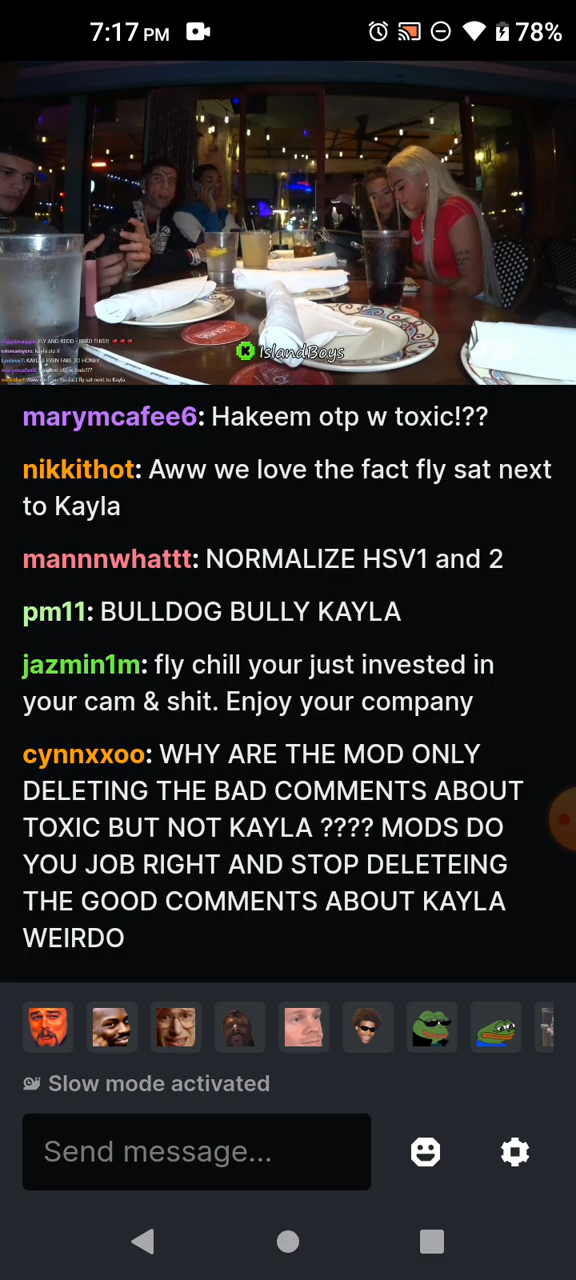 7:17 PM
78%
IslandBoys
marymcafee6: Hakeem otp w toxic!??
nikkithot: Aww we love the fact fly sat next
to Kayla
mannnwhattt: NORMALIZE HSV1 and 2
pm11: BULLDOG BULLY KAYLA
jazmin1m: fly chill your just invested in
your cam & shit. Enjoy your company
cynnxxoo: WHY ARE THE MOD ONLY
DELETING THE BAD COMMENTS ABOUT
TOXIC BUT NOT KAYLA ???? MODS DO
YOU JOB RIGHT AND STOP DELETEING
THE GOOD COMMENTS ABOUT KAYLA
WEIRDO
Slow mode activated
Send message...